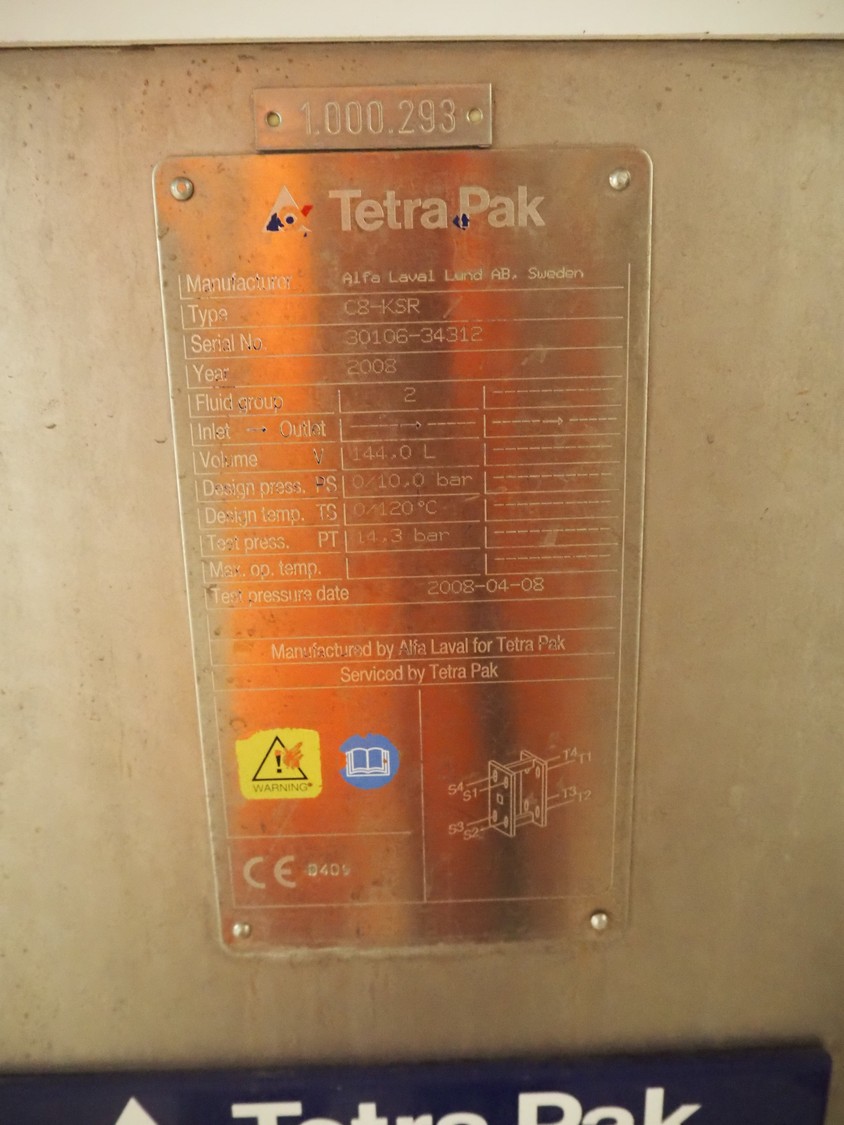 1.000.293
Tetra Pak
Manufacturer Alfa Laval Lund AB, Sweden
Type C8-KSR
Serial No. 30106-34312
Year 2008
Fluid group 2
Inlet → Outlet
Volume V 144.0 L
Design press. PS 0/10.0 bar
Design temp. TS 0/120°C
Test press. PT 14.3 bar
Max. op. temp.
Test pressure date 2008-04-08
Manufactured by Alfa Laval for Tetra Pak
Serviced by Tetra Pak
WARNING
S4 S1 S3 S2 T4 T1 T3 T2
CE 0409
Tetra Pak